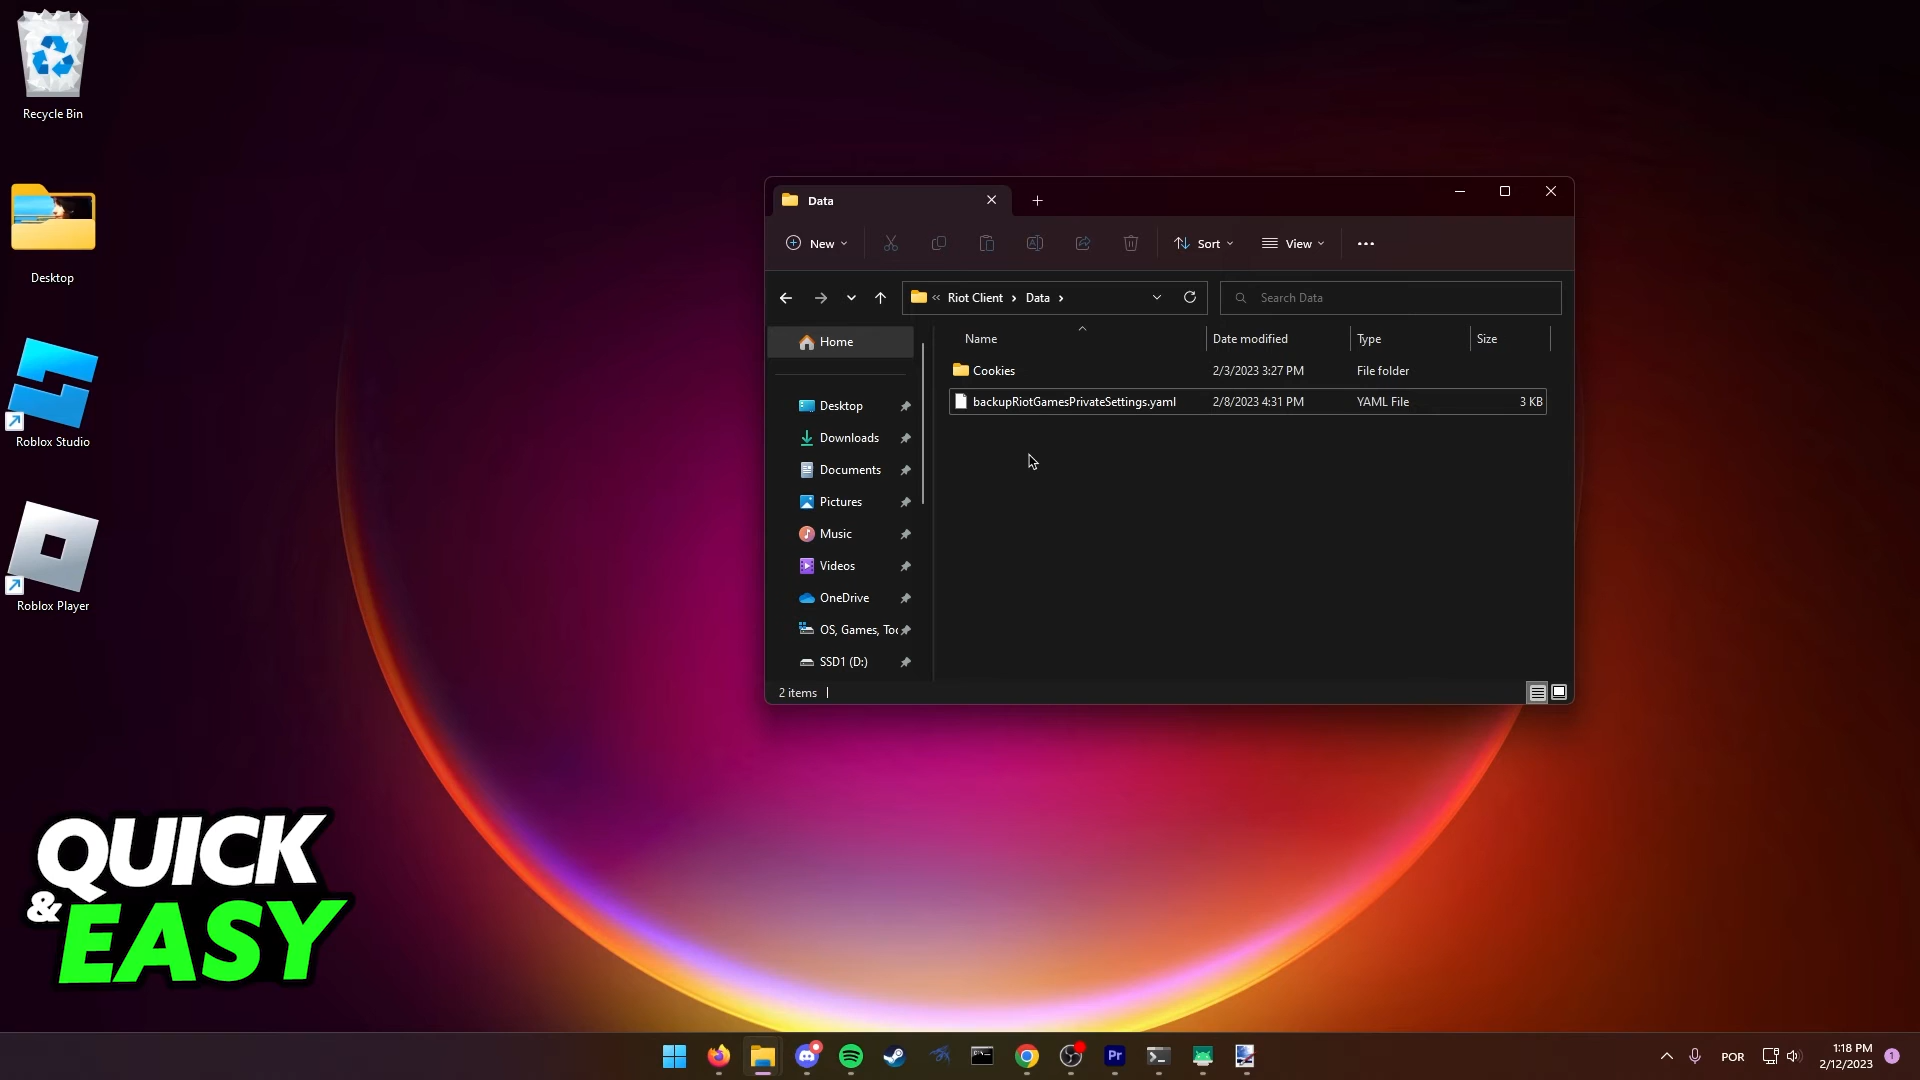 Recycle Bin
Desktop
Roblox Studio
Roblox Player
QUICK
& EASY
Data
New
Sort
View
Riot Client > Data >
Search Data
Home
Desktop
Downloads
Documents
Pictures
Music
Videos
OneDrive
OS, Games, Too
SSD1 (D:)
Name Date modified Type Size
Cookies 2/3/2023 3:27 PM File folder
backupRiotGamesPrivateSettings.yaml 2/8/2023 4:31 PM YAML File 3 KB
2 items
Pr
POR
1:18 PM
2/12/2023
1